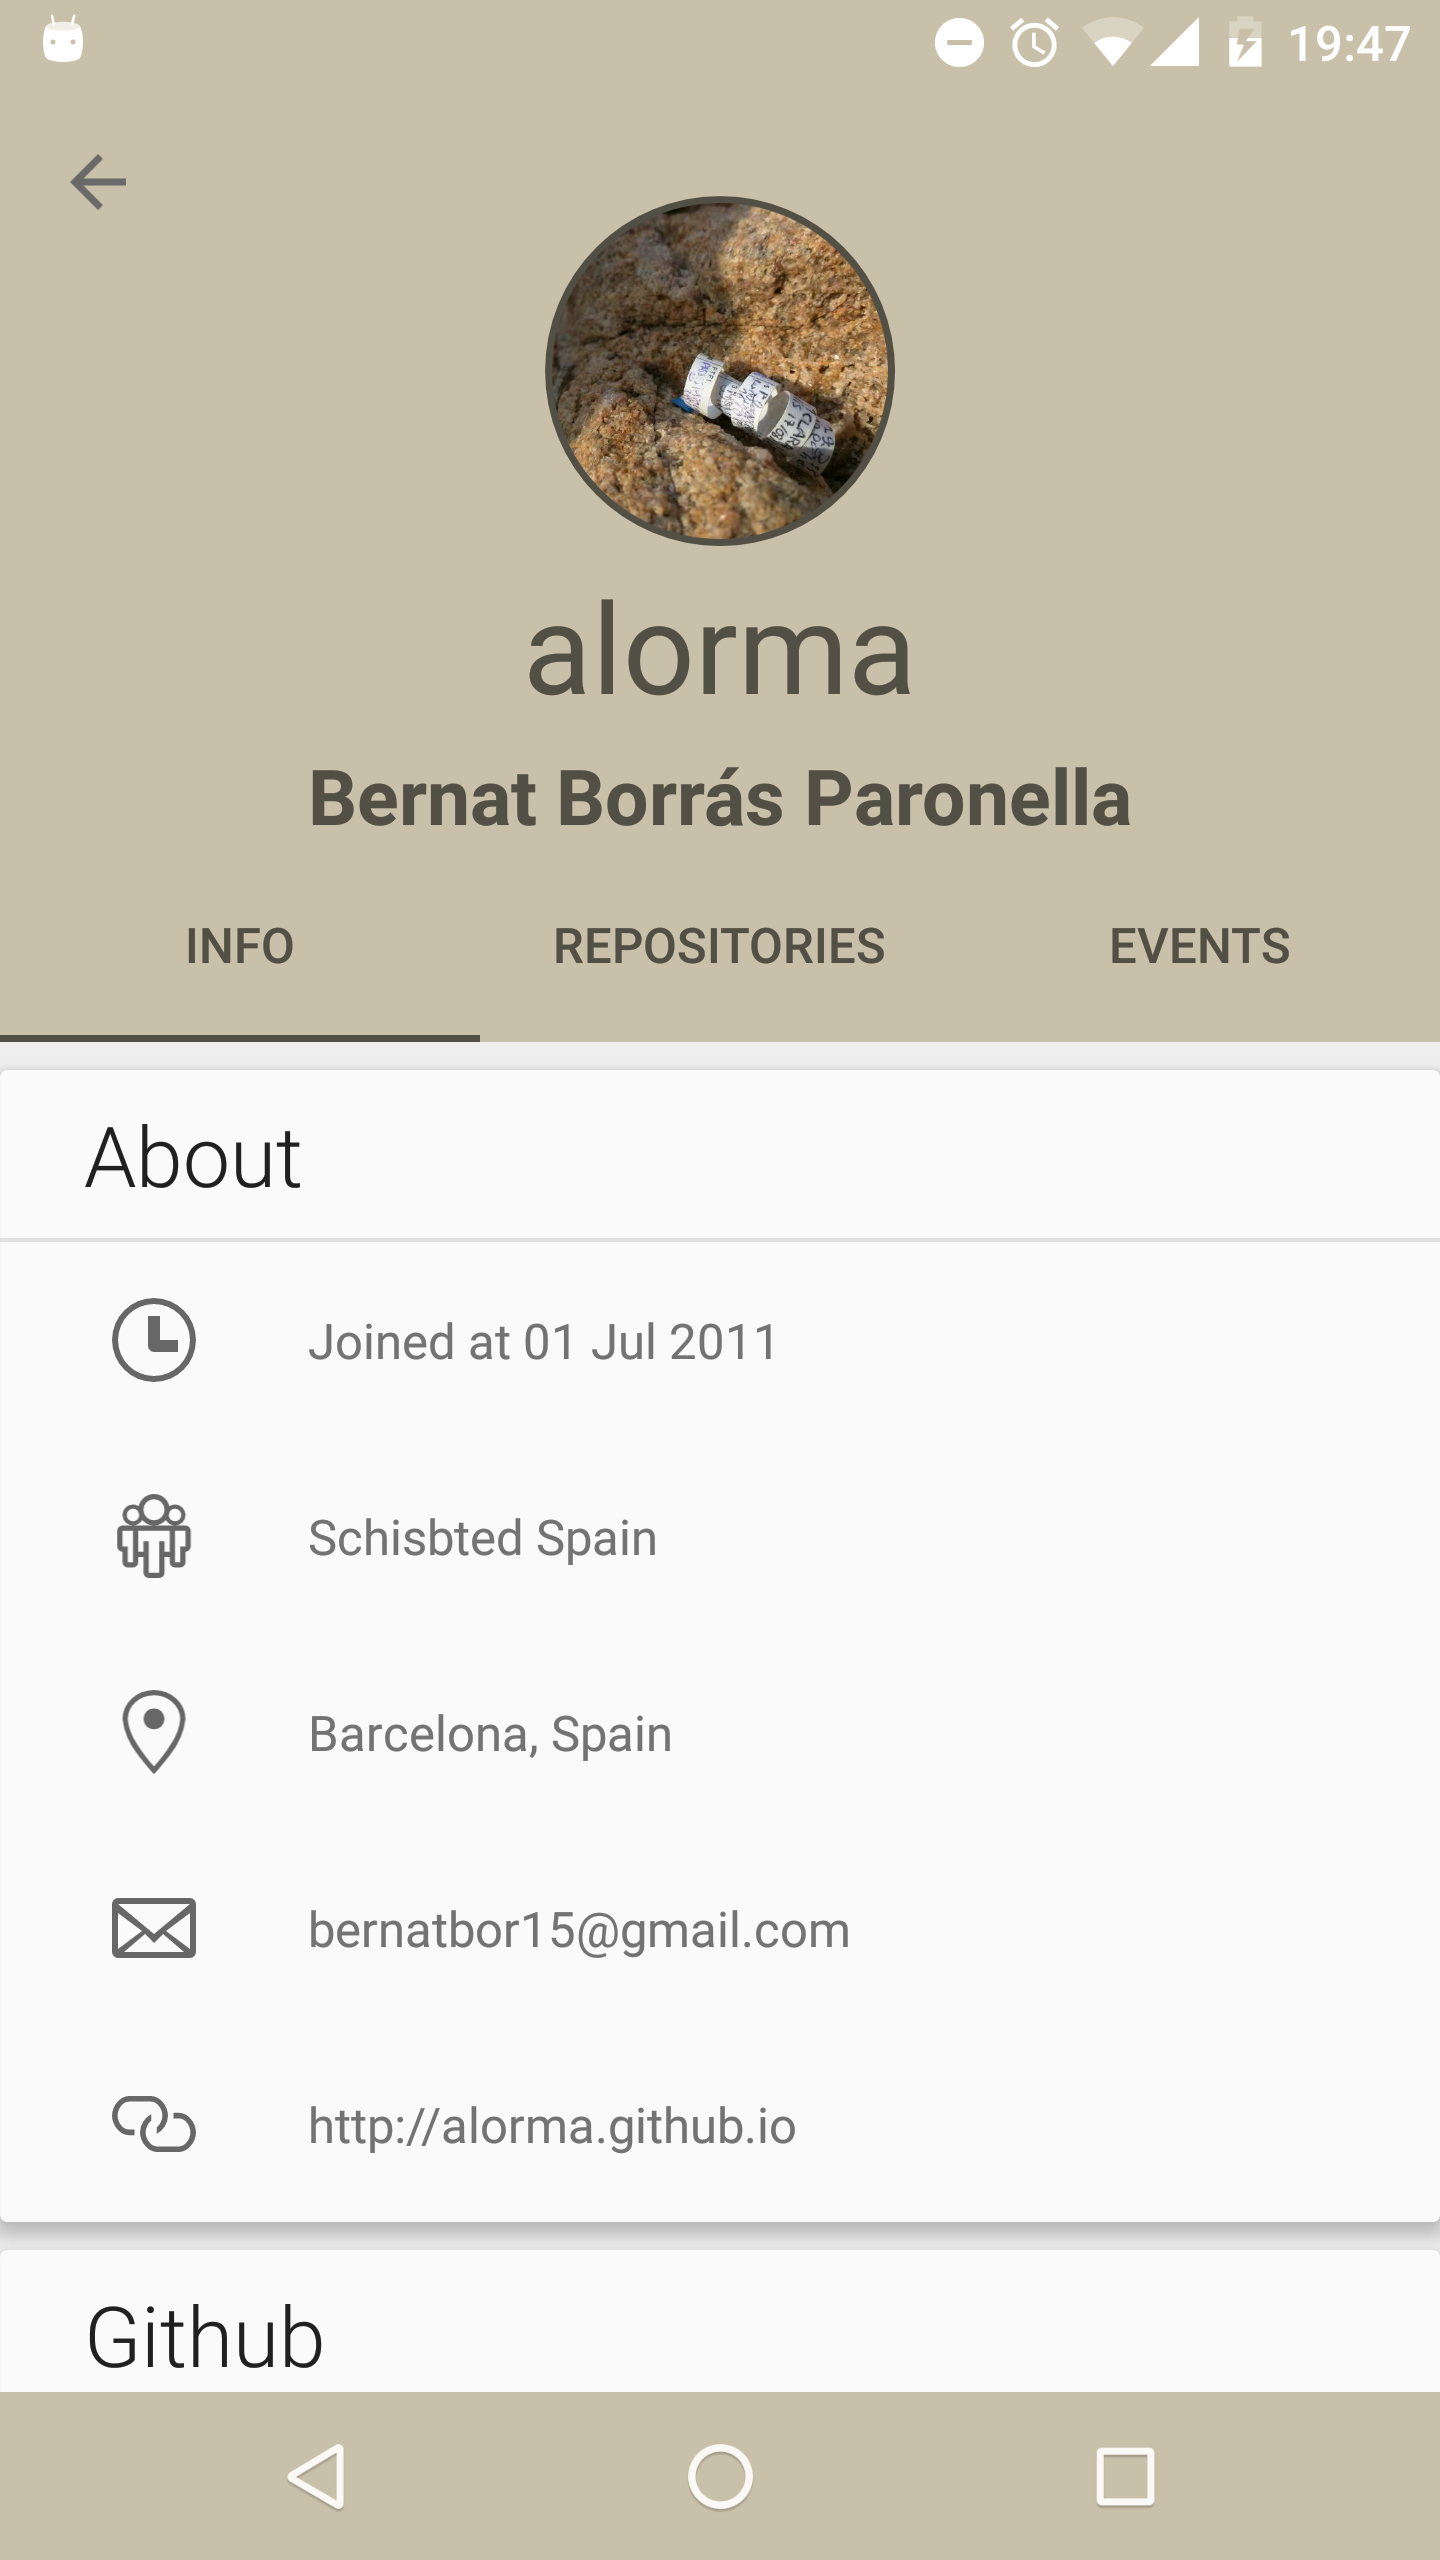 19:47
alorma
Bernat Borrás Paronella
INFO
REPOSITORIES
EVENTS
About
Joined at 01 Jul 2011
Schisbted Spain
Barcelona, Spain
bernatbor15@gmail.com
http://alorma.github.io
Github